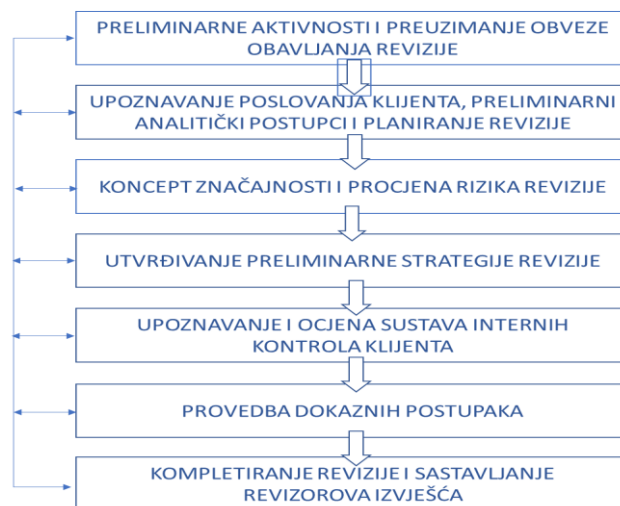 PRELIMINARNE AKTIVNOSTI I PREUZIMANJE OBVEZE
OBAVLJANJA REVIZIJE
UPOZNAVANJE POSLOVANJA KLIJENTA, PRELIMINARNI
ANALITIČKI POSTUPCI I PLANIRANJE REVIZIJE
KONCEPT ZNAČAJNOSTI I PROCJENA RIZIKA REVIZIJE
UTVRĐIVANJE PRELIMINARNE STRATEGIJE REVIZIJE
UPOZNAVANJE I OCJENA SUSTAVA INTERNIH
KONTROLA KLIJENTA
PROVEDBA DOKAZNIH POSTUPAKA
KOMPLETIRANJE REVIZIJE I SASTAVLJANJE
REVIZOROVA IZVJEŠĆA